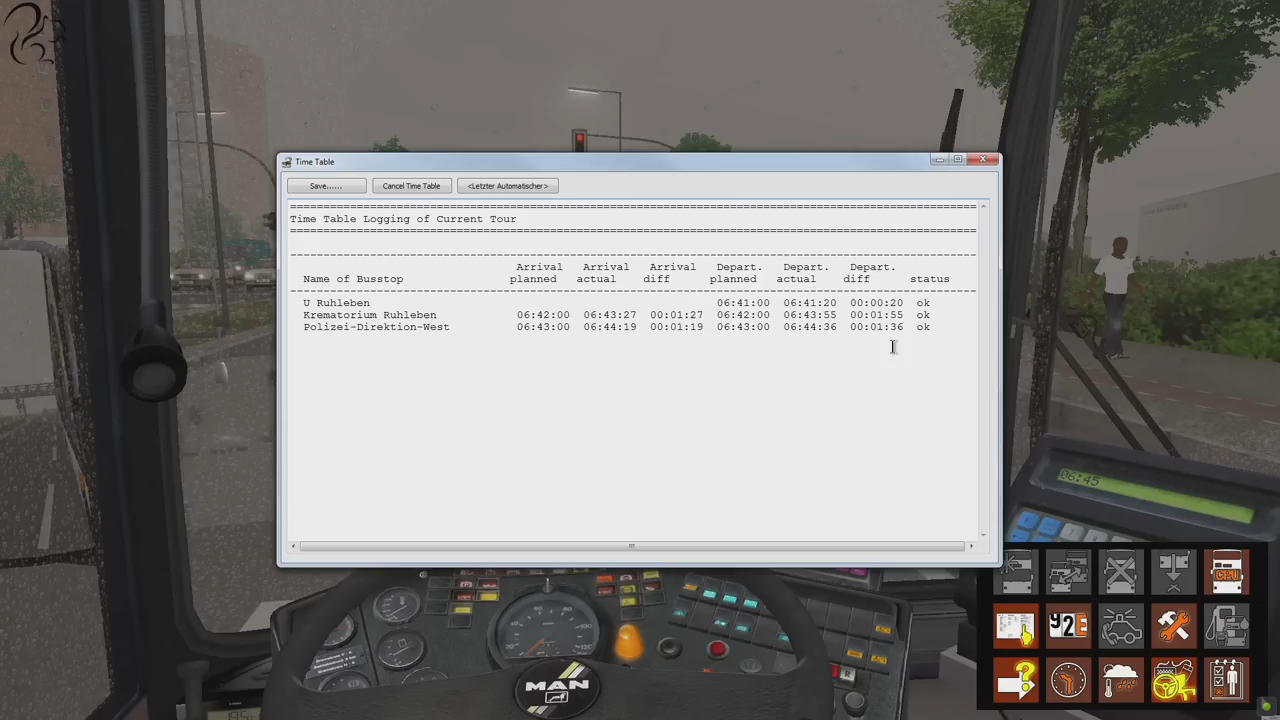 Time Table
Save...... Cancel Time Table <Letzter Automatischer>
Time Table Logging of Current Tour
Arrival Arrival Arrival Depart. Depart. Depart.
Name of Busstop planned actual diff planned actual diff status
U Ruhleben 06:41:00 06:41:20 00:00:20 ok
Krematorium Ruhleben 06:42:00 06:43:27 00:01:27 06:42:00 06:43:55 00:01:55 ok
Polizei-Direktion-West 06:43:00 06:44:19 00:01:19 06:43:00 06:44:36 00:01:36 ok
06:45
CPU
92E
MAN